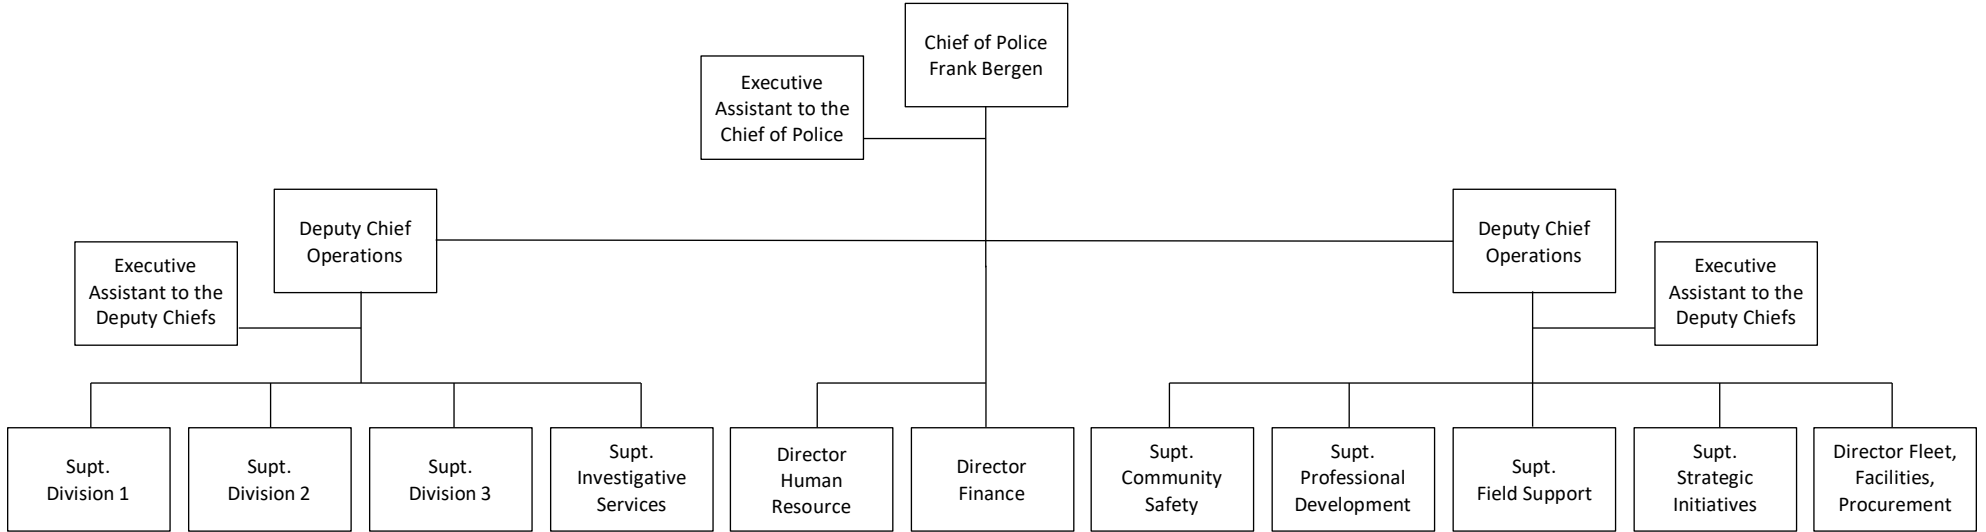 Chief of Police
Frank Bergen
Executive
Assistant to the
Chief of Police
Deputy Chief
Operations
Deputy Chief
Operations
Executive
Assistant to the
Deputy Chiefs
Executive
Assistant to the
Deputy Chiefs
Supt.
Division 1
Supt.
Division 2
Supt.
Division 3
Supt.
Investigative
Services
Director
Human
Resource
Director
Finance
Supt.
Community
Safety
Supt.
Professional
Development
Supt.
Field Support
Supt.
Strategic
Initiatives
Director Fleet,
Facilities,
Procurement